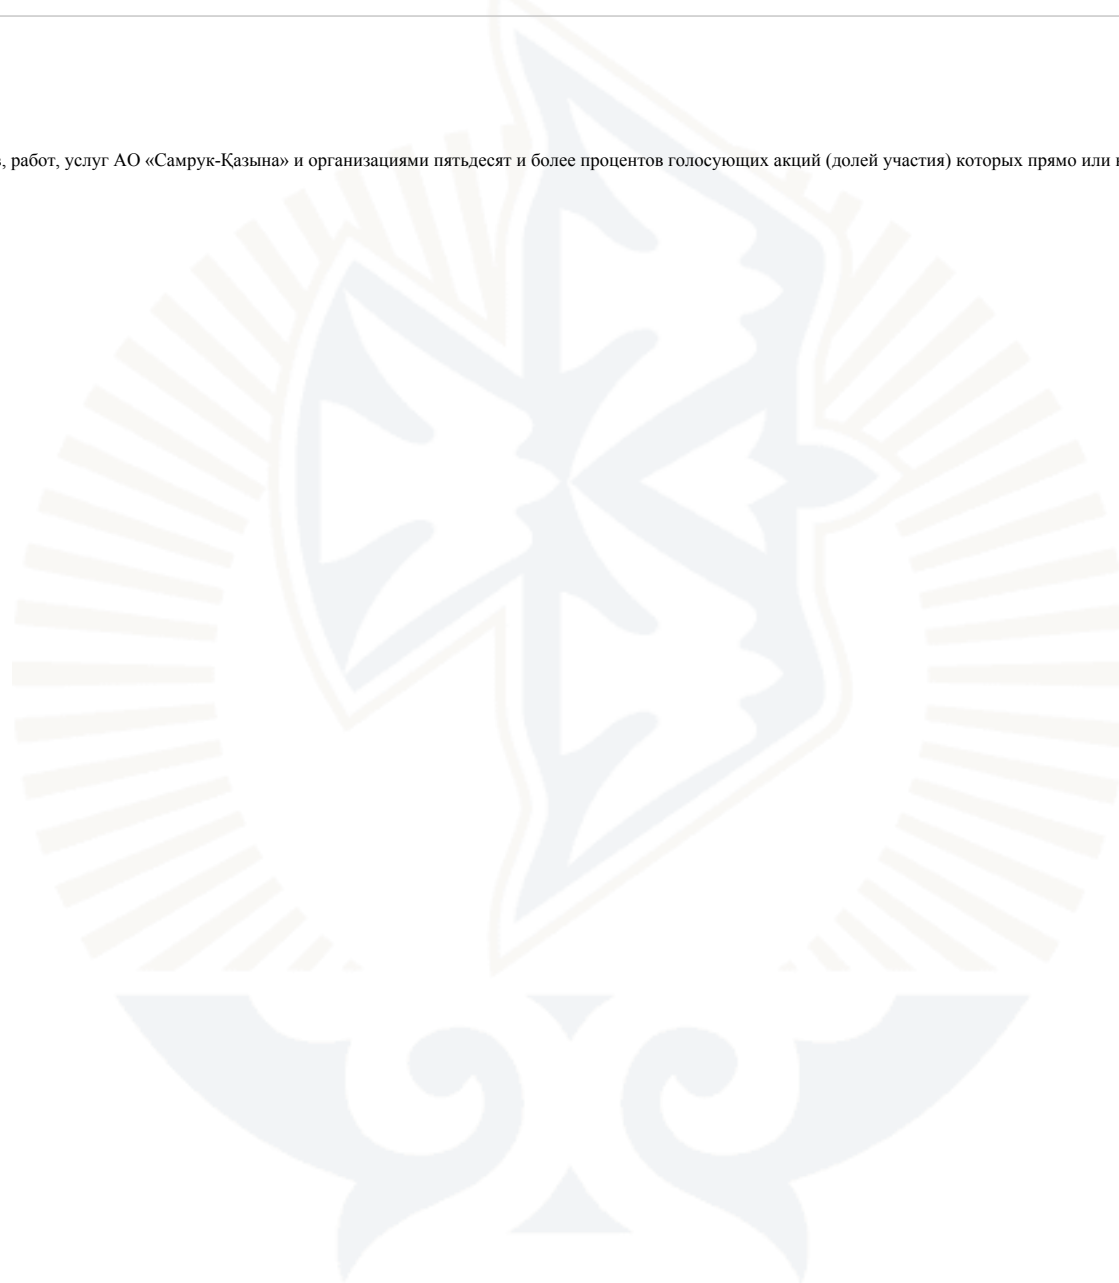 , работ, услуг АО «Самрук-Қазына» и организациями пятьдесят и более процентов голосующих акций (долей участия) которых прямо или